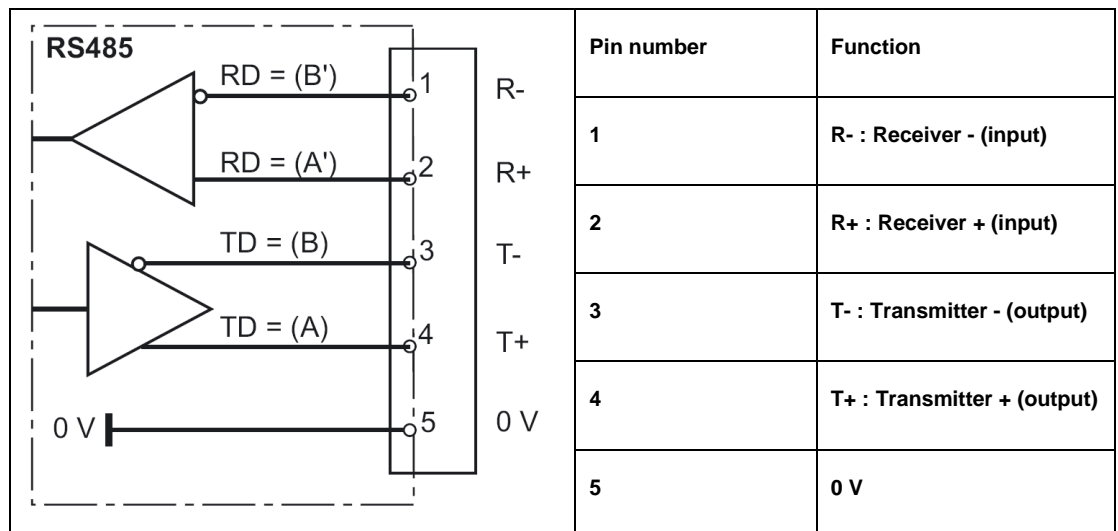 RS485
RD = (B') 1 R-
RD = (A') 2 R+
TD = (B) 3 T-
TD = (A) 4 T+
0 V 5 0 V
Pin number Function
1 R- : Receiver - (input)
2 R+ : Receiver + (input)
3 T- : Transmitter - (output)
4 T+ : Transmitter + (output)
5 0 V